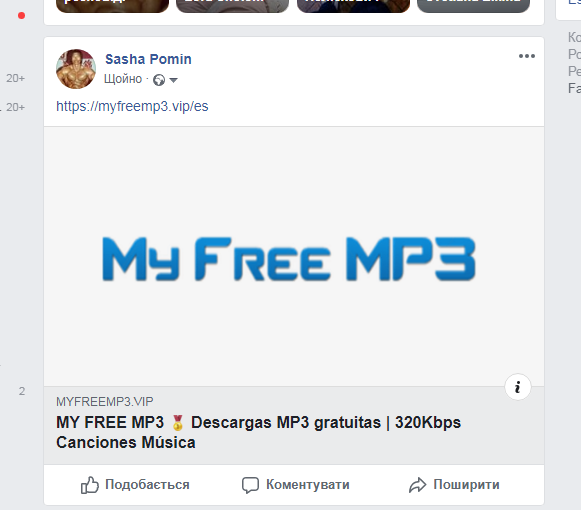 Sasha Pomin
Щойно ·
https://myfreemp3.vip/es
20+
20+
MY FREE MP3
2
i
MYFREEMP3.VIP
MY FREE MP3 🥇 Descargas MP3 gratuitas | 320Kbps
Canciones Música
Подобається Коментувати Поширити